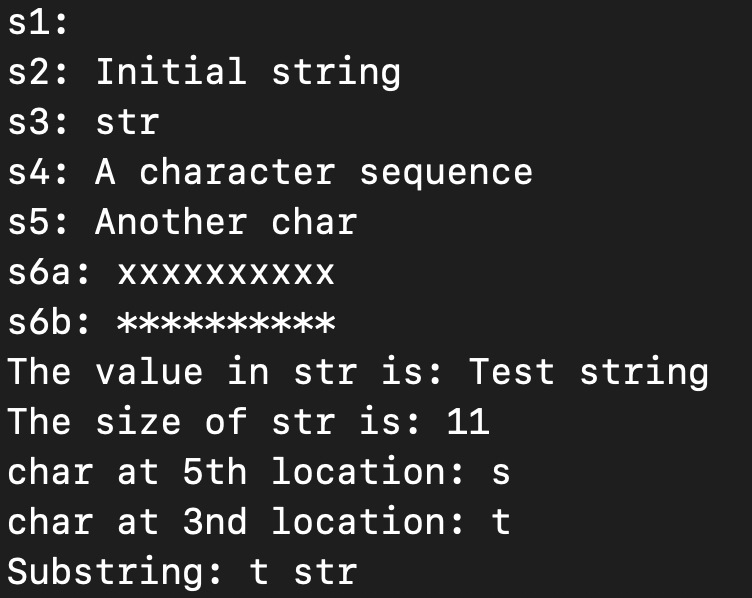 s1:
s2: Initial string
s3: str
s4: A character sequence
s5: Another char
s6a: xxxxxxxxxx
s6b: **********
The value in str is: Test string
The size of str is: 11
char at 5th location: s
char at 3nd location: t
Substring: t str